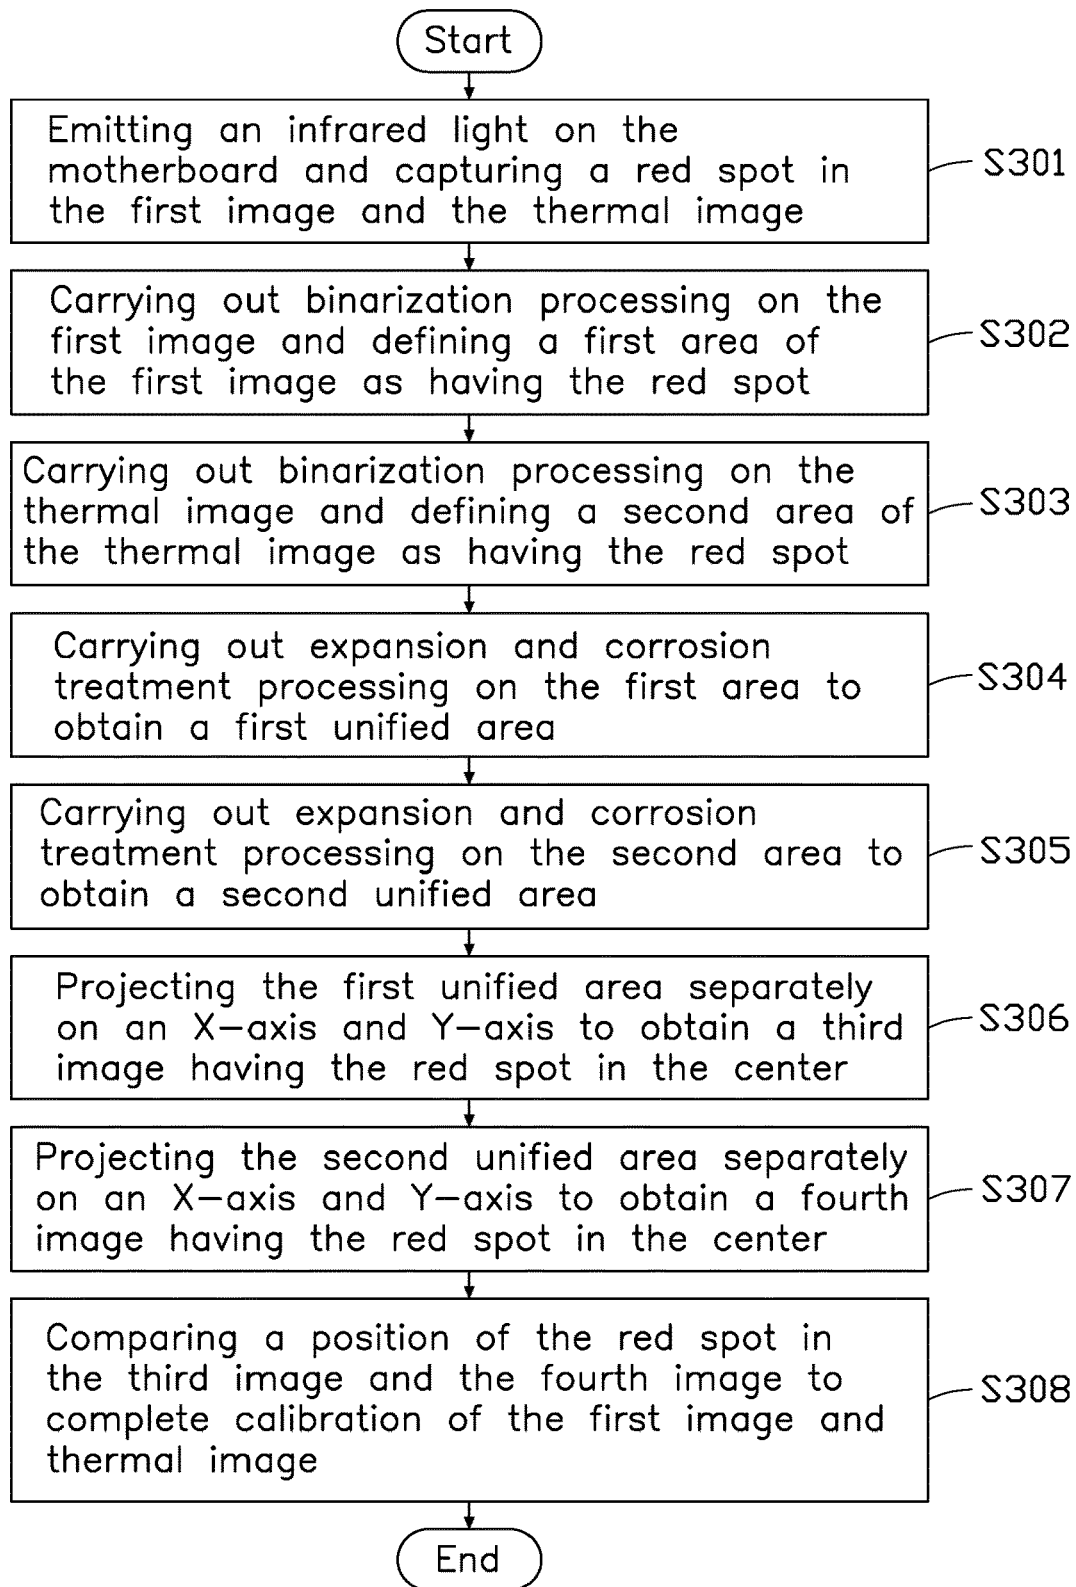 Start
Emitting an infrared light on the
motherboard and capturing a red spot in
the first image and the thermal image
S301
Carrying out binarization processing on the
first image and defining a first area of
the first image as having the red spot
S302
Carrying out binarization processing on the
thermal image and defining a second area of
the thermal image as having the red spot
S303
Carrying out expansion and corrosion
treatment processing on the first area to
obtain a first unified area
S304
Carrying out expansion and corrosion
treatment processing on the second area to
obtain a second unified area
S305
Projecting the first unified area separately
on an X-axis and Y-axis to obtain a third
image having the red spot in the center
S306
Projecting the second unified area separately
on an X-axis and Y-axis to obtain a fourth
image having the red spot in the center
S307
Comparing a position of the red spot in
the third image and the fourth image to
complete calibration of the first image and
thermal image
S308
End